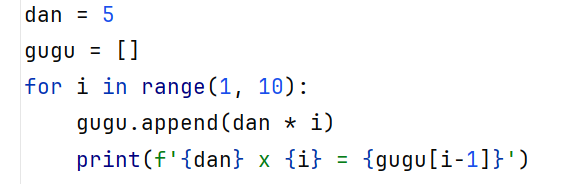 dan = 5
gugu = []
for i in range(1, 10):
    gugu.append(dan * i)
    print(f'{dan} x {i} = {gugu[i-1]}')